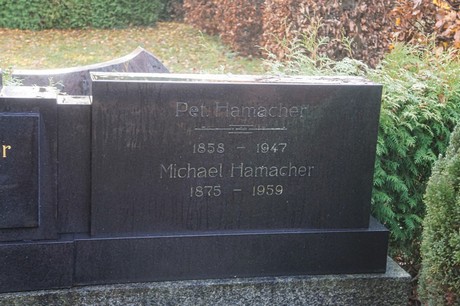 r
Pet Hamacher
1858 - 1947
Michael Hamacher
1875 - 1959